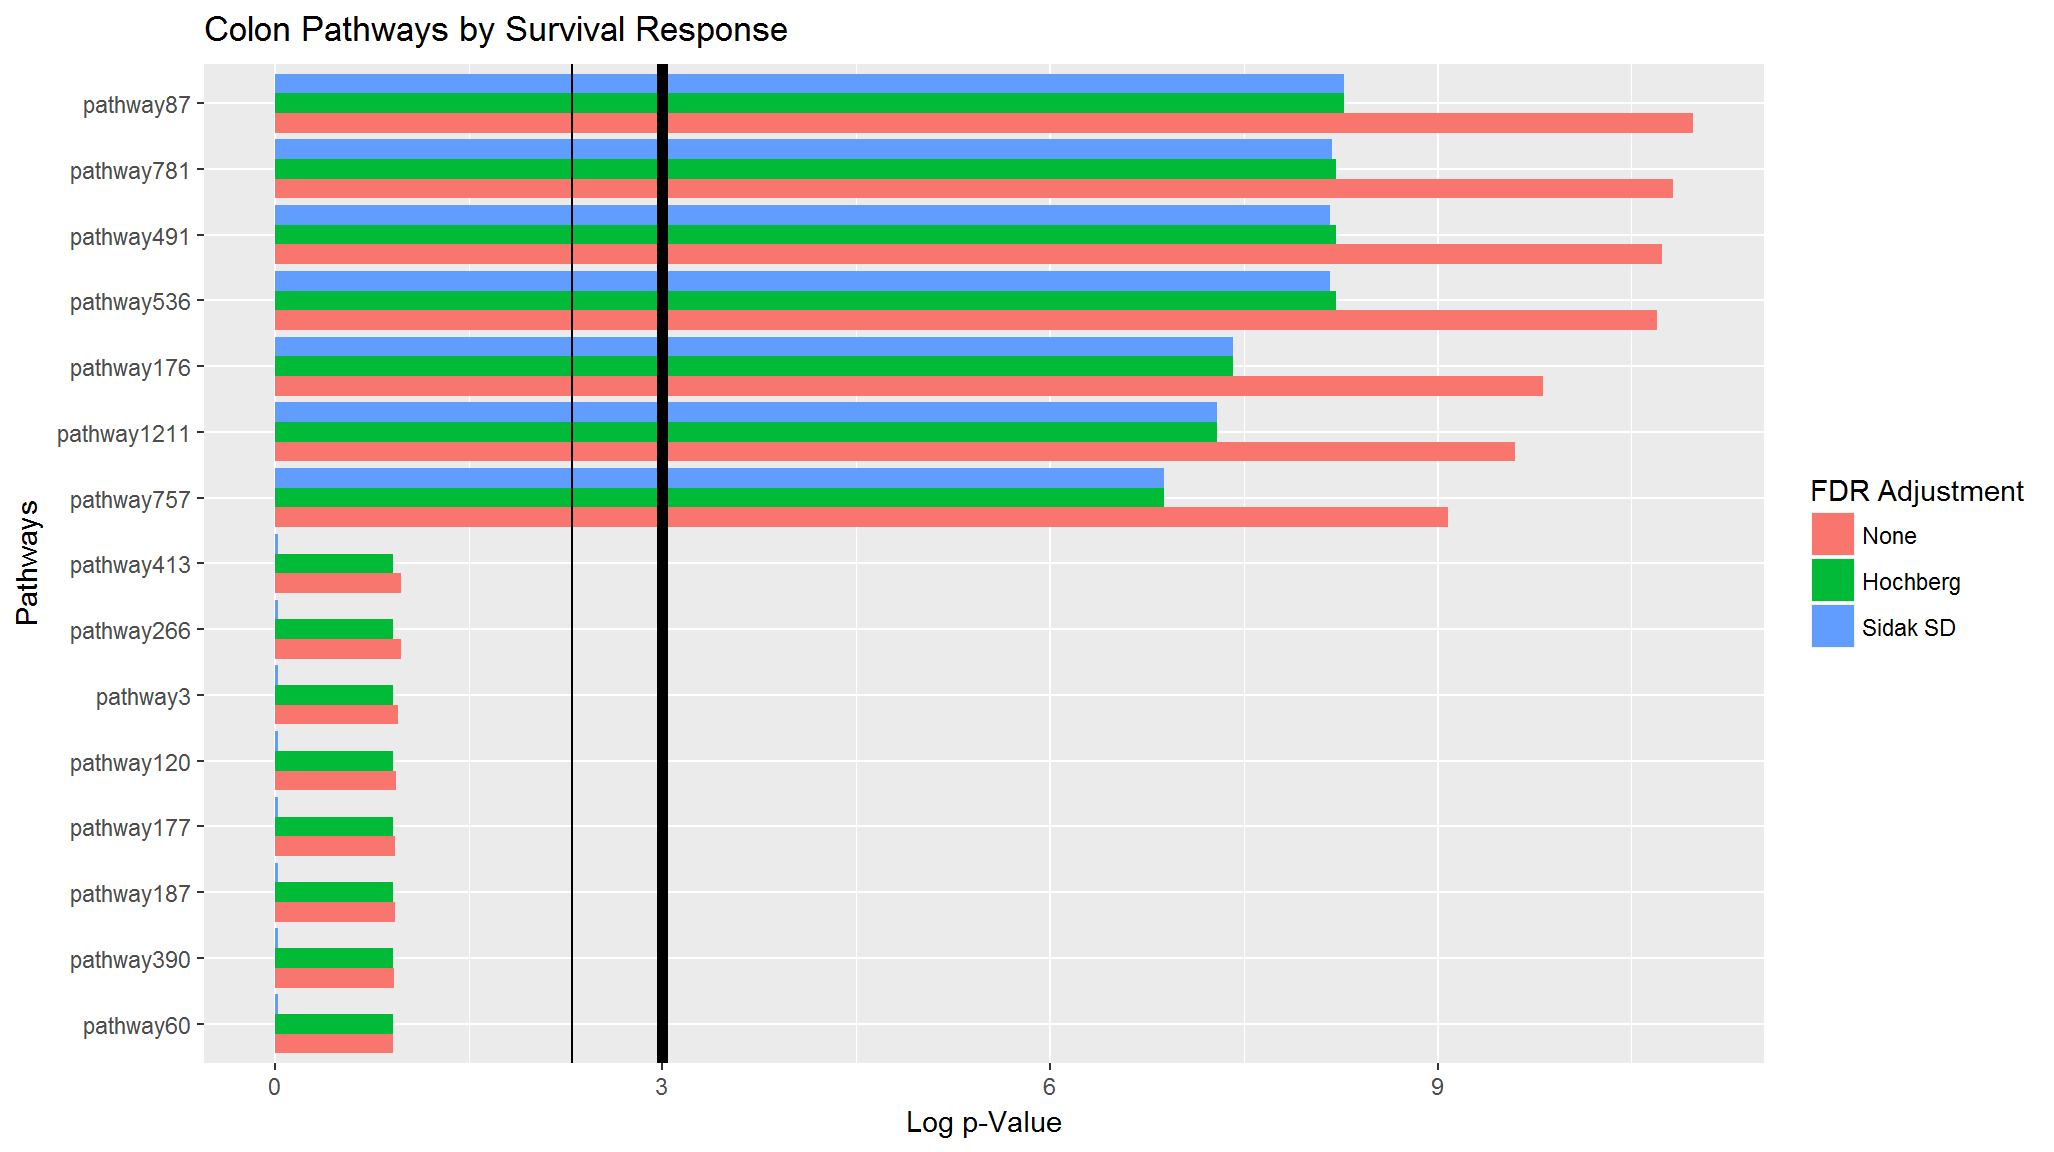 Colon Pathways by Survival Response
pathway87
pathway781
pathway491
pathway536
pathway176
pathway1211
pathway757
pathway413
pathway266
pathway3
pathway120
pathway177
pathway187
pathway390
pathway60
Pathways
0 3 6 9
Log p-Value
FDR Adjustment
None
Hochberg
Sidak SD